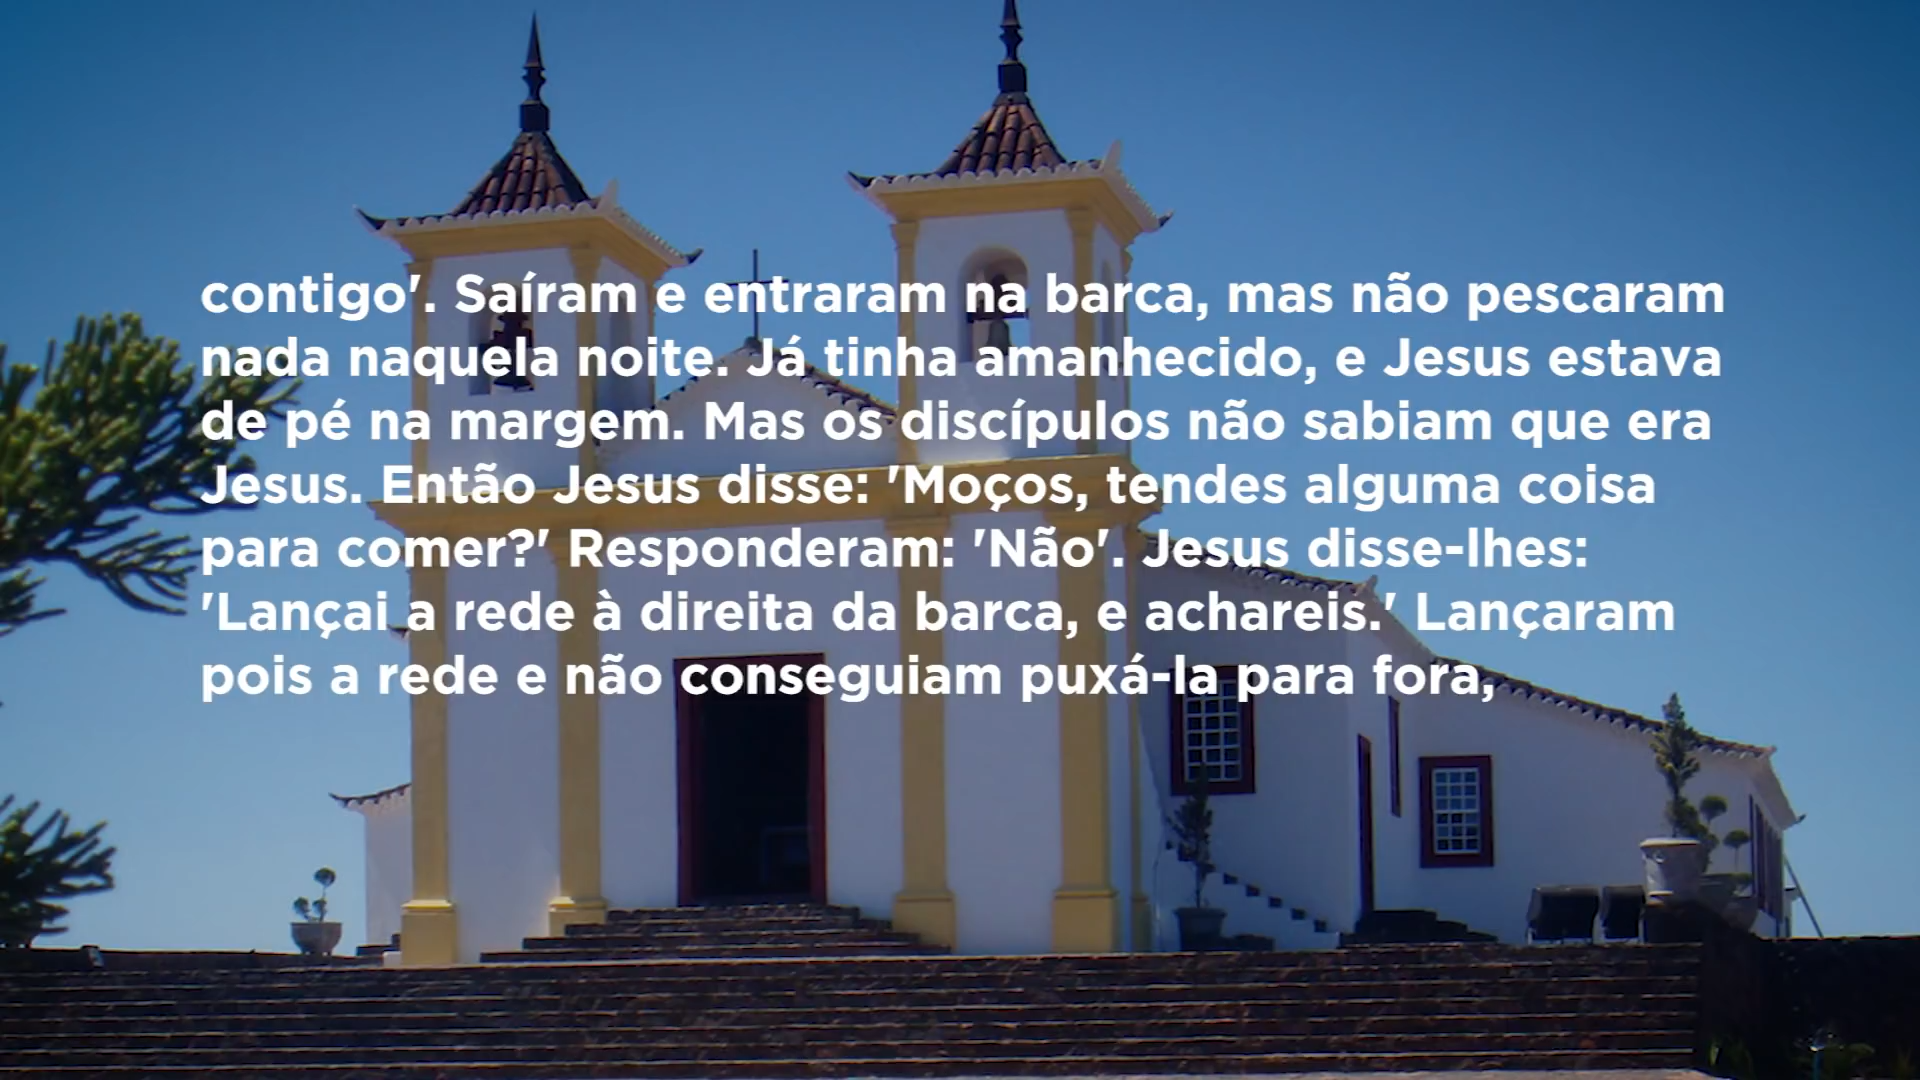 contigo'. Saíram e entraram na barca, mas não pescaram
nada naquela noite. Já tinha amanhecido, e Jesus estava
de pé na margem. Mas os discípulos não sabiam que era
Jesus. Então Jesus disse: 'Moços, tendes alguma coisa
para comer?' Responderam: 'Não'. Jesus disse-lhes:
'Lançai a rede à direita da barca, e achareis.' Lançaram
pois a rede e não conseguiam puxá-la para fora,